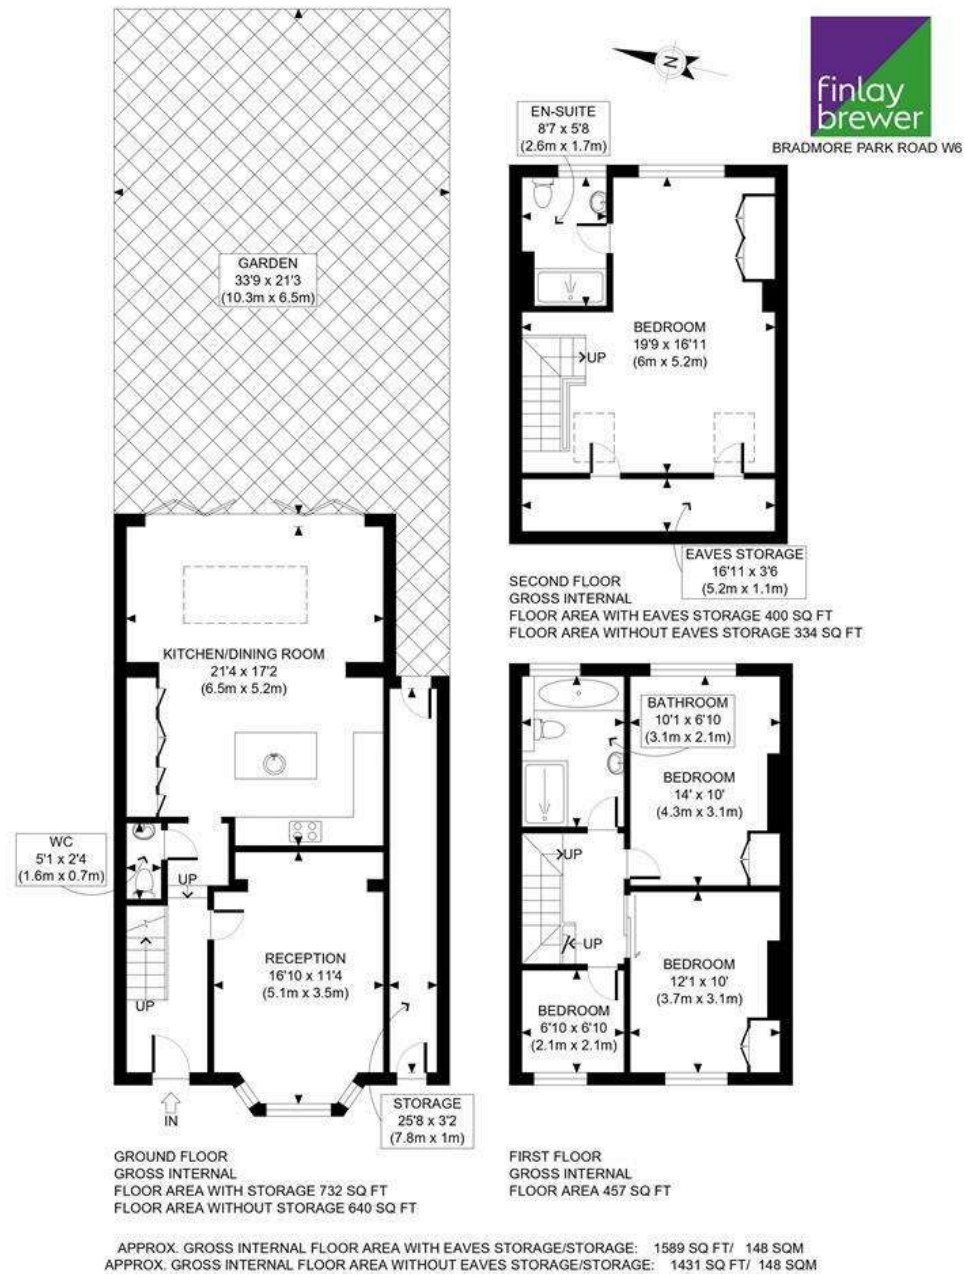 finlay
brewer
BRADMORE PARK ROAD W6
N
GARDEN
33'9 x 21'3
(10.3m x 6.5m)
KITCHEN/DINING ROOM
21'4 x 17'2
(6.5m x 5.2m)
WC
5'1 x 2'4
(1.6m x 0.7m)
UP
UP
RECEPTION
16'10 x 11'4
(5.1m x 3.5m)
IN
STORAGE
25'8 x 3'2
(7.8m x 1m)
GROUND FLOOR
GROSS INTERNAL
FLOOR AREA WITH STORAGE 732 SQ FT
FLOOR AREA WITHOUT STORAGE 640 SQ FT
EN-SUITE
8'7 x 5'8
(2.6m x 1.7m)
BEDROOM
19'9 x 16'11
(6m x 5.2m)
UP
EAVES STORAGE
16'11 x 3'6
(5.2m x 1.1m)
SECOND FLOOR
GROSS INTERNAL
FLOOR AREA WITH EAVES STORAGE 400 SQ FT
FLOOR AREA WITHOUT EAVES STORAGE 334 SQ FT
BATHROOM
10'1 x 6'10
(3.1m x 2.1m)
BEDROOM
14' x 10'
(4.3m x 3.1m)
UP
UP
BEDROOM
12'1 x 10'
(3.7m x 3.1m)
BEDROOM
6'10 x 6'10
(2.1m x 2.1m)
FIRST FLOOR
GROSS INTERNAL
FLOOR AREA 457 SQ FT
APPROX. GROSS INTERNAL FLOOR AREA WITH EAVES STORAGE/STORAGE: 1589 SQ FT/ 148 SQM
APPROX. GROSS INTERNAL FLOOR AREA WITHOUT EAVES STORAGE/STORAGE: 1431 SQ FT/ 148 SQM